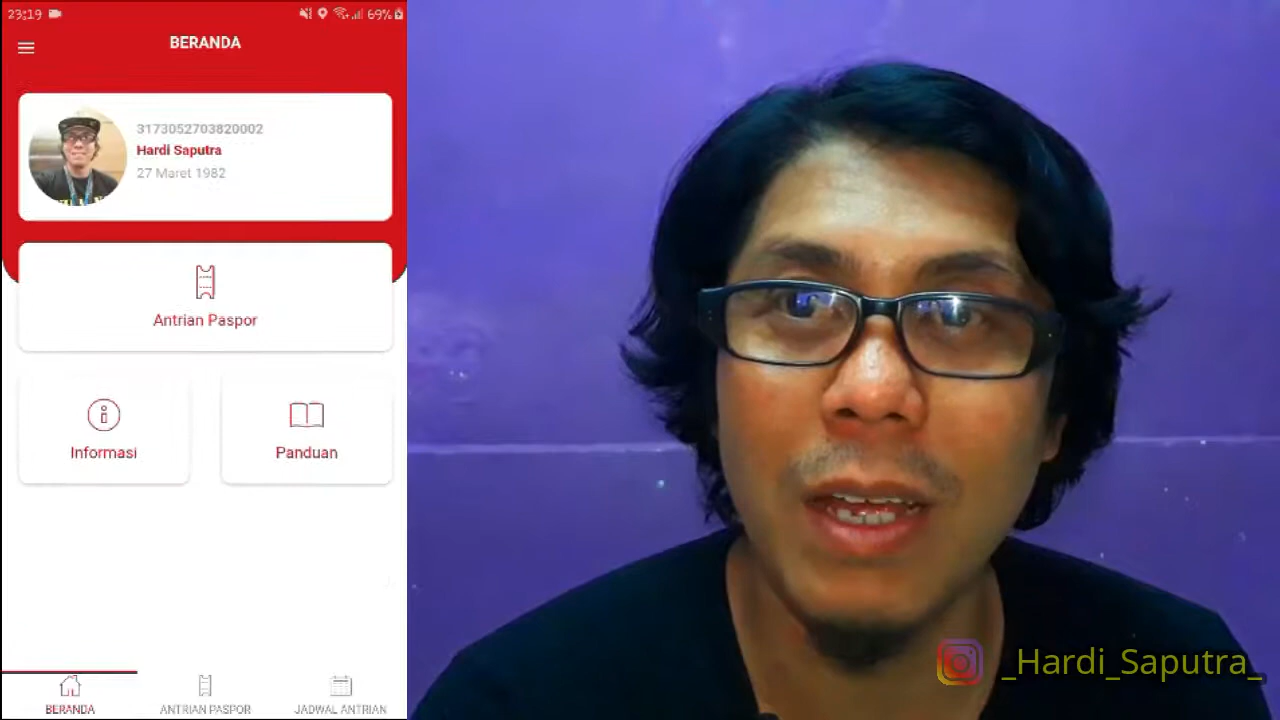 23:19
69%
BERANDA
3173052703820002
Hardi Saputra
27 Maret 1982
Antrian Paspor
Informasi
Panduan
BERANDA
ANTRIAN PASPOR
JADWAL ANTRIAN
_Hardi_Saputra_